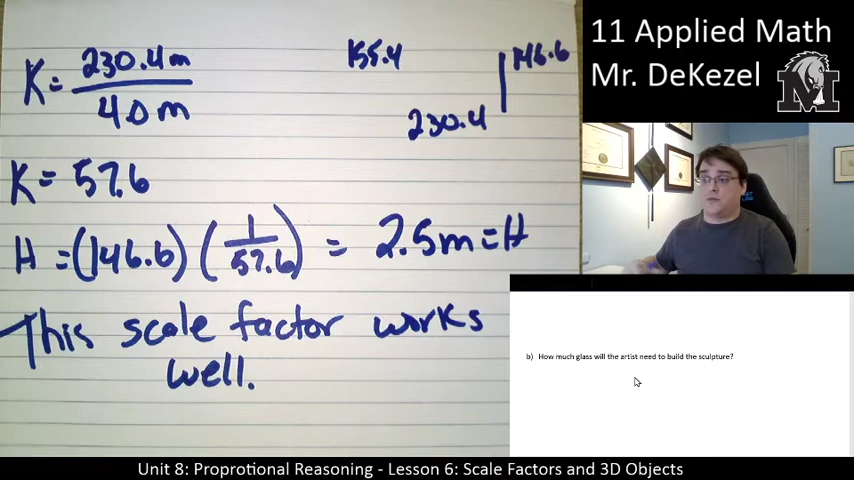 K = 230.4m / 4.0m
155.4
146.6
230.4
K = 57.6
H = (146.6) (1/57.6) = 2.5m = H
This scale factor works
well.
11 Applied Math
Mr. DeKezel
M
b) How much glass will the artist need to build the sculpture?
Unit 8: Proprotional Reasoning - Lesson 6: Scale Factors and 3D Objects